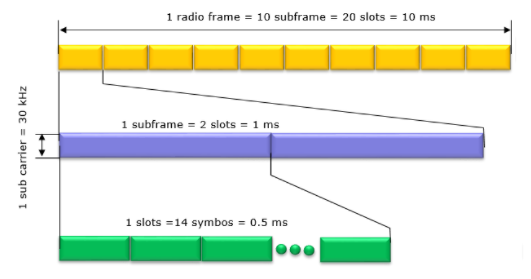 1 radio frame = 10 subframe = 20 slots = 10 ms
1 subframe = 2 slots = 1 ms
1 sub carrier = 30 kHz
1 slots =14 symbos = 0.5 ms